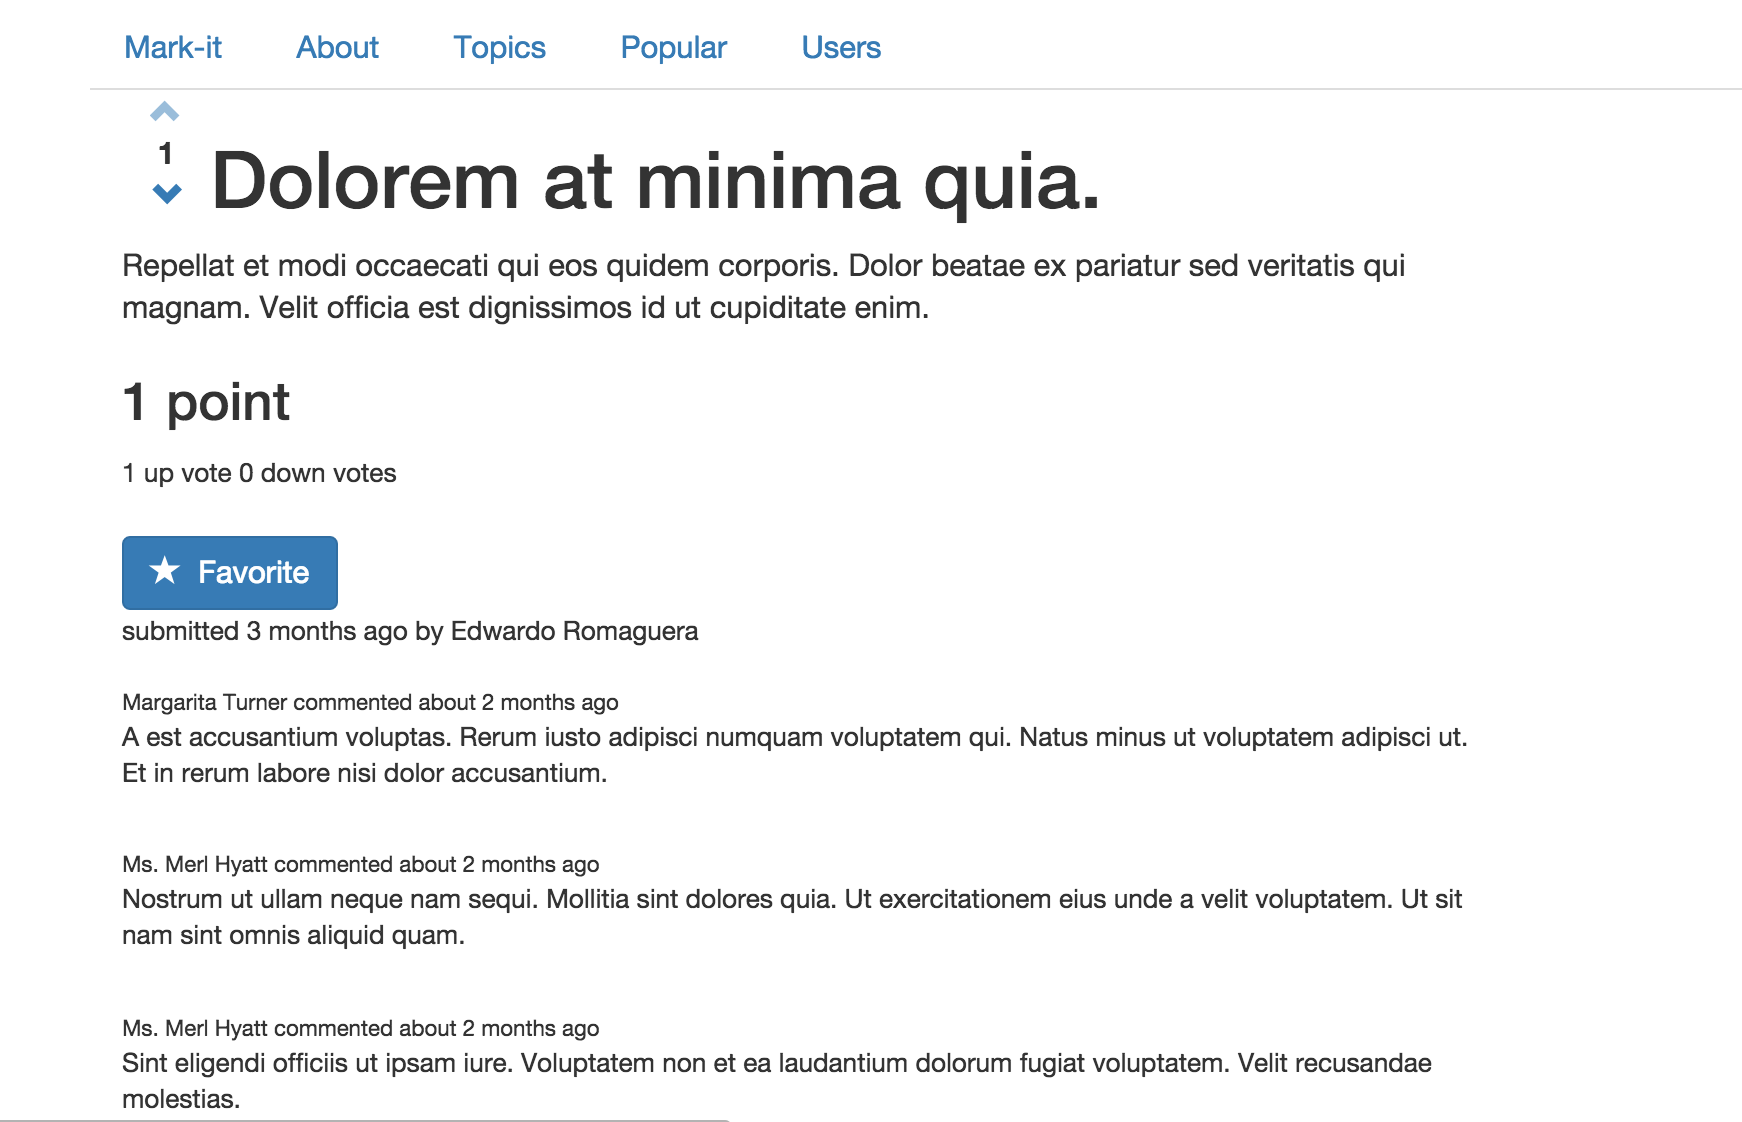 Mark-it About Topics Popular Users
1
Dolorem at minima quia.
Repellat et modi occaecati qui eos quidem corporis. Dolor beatae ex pariatur sed veritatis qui
magnam. Velit officia est dignissimos id ut cupiditate enim.
1 point
1 up vote 0 down votes
Favorite
submitted 3 months ago by Edwardo Romaguera
Margarita Turner commented about 2 months ago
A est accusantium voluptas. Rerum iusto adipisci numquam voluptatem qui. Natus minus ut voluptatem adipisci ut.
Et in rerum labore nisi dolor accusantium.
Ms. Merl Hyatt commented about 2 months ago
Nostrum ut ullam neque nam sequi. Mollitia sint dolores quia. Ut exercitationem eius unde a velit voluptatem. Ut sit
nam sint omnis aliquid quam.
Ms. Merl Hyatt commented about 2 months ago
Sint eligendi officiis ut ipsam iure. Voluptatem non et ea laudantium dolorum fugiat voluptatem. Velit recusandae
molestias.